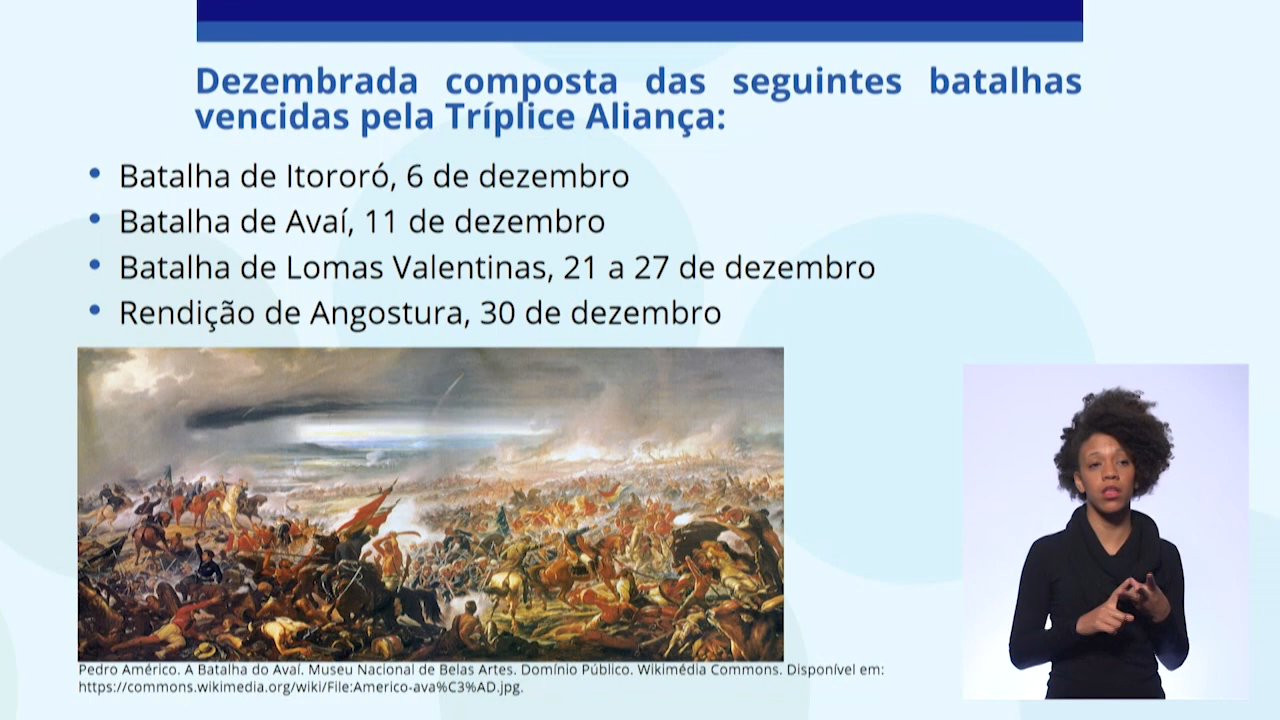 Dezembrada composta das seguintes batalhas
vencidas pela Tríplice Aliança:
• Batalha de Itororó, 6 de dezembro
• Batalha de Avaí, 11 de dezembro
• Batalha de Lomas Valentinas, 21 a 27 de dezembro
• Rendição de Angostura, 30 de dezembro
Pedro Américo. A Batalha do Avaí. Museu Nacional de Belas Artes. Domínio Público. Wikimédia Commons. Disponível em:
https://commons.wikimedia.org/wiki/File:Americo-ava%C3%AD.jpg.